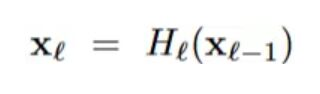 𝐱ℓ = Hℓ(𝐱ℓ−1)